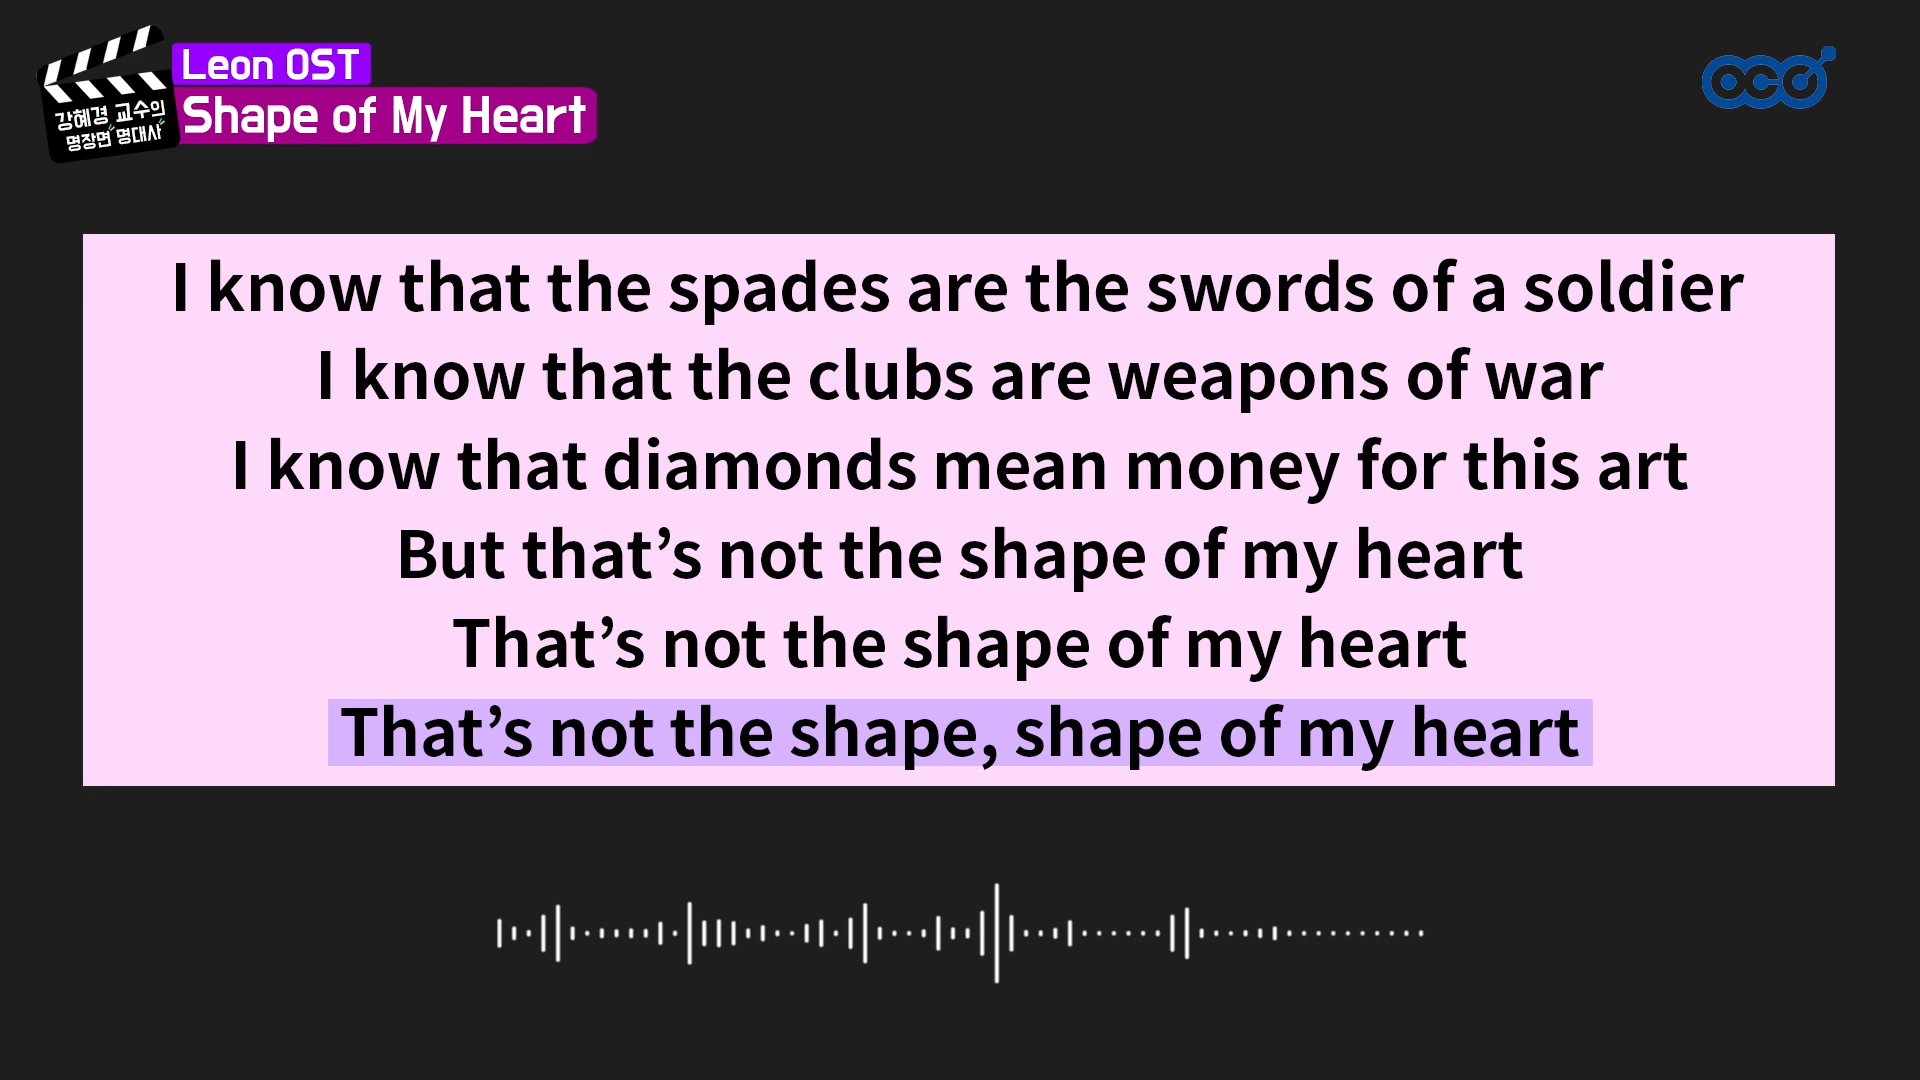 강혜경 교수의
명장면 명대사
Leon OST
Shape of My Heart
oco
I know that the spades are the swords of a soldier
I know that the clubs are weapons of war
I know that diamonds mean money for this art
But that’s not the shape of my heart
That’s not the shape of my heart
That’s not the shape, shape of my heart